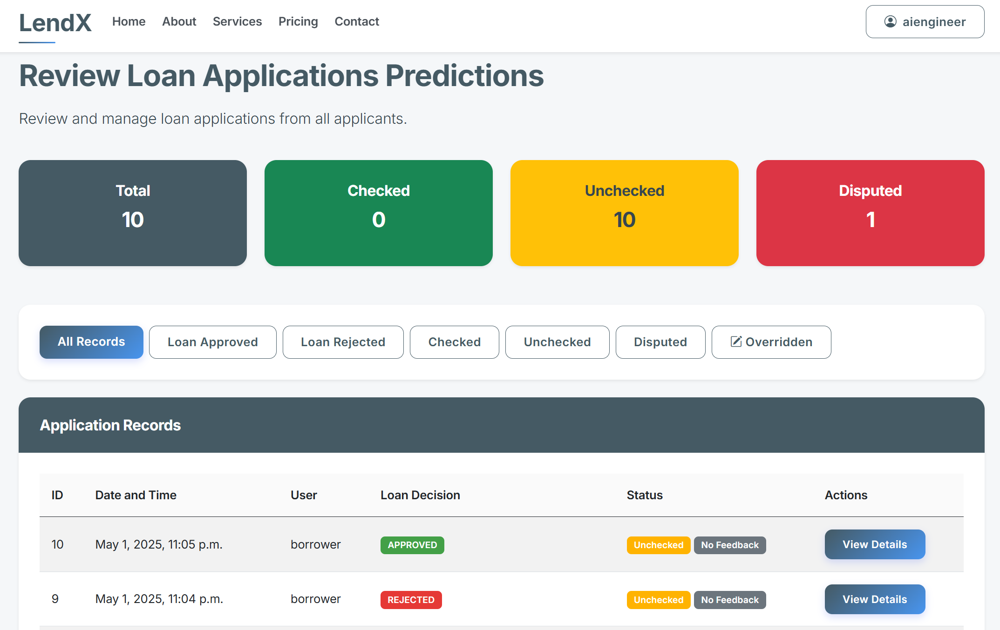 LendX Home About Services Pricing Contact aiengineer
Review Loan Applications Predictions
Review and manage loan applications from all applicants.
Total Checked Unchecked Disputed
10 0 10 1
All Records Loan Approved Loan Rejected Checked Unchecked Disputed Overridden
Application Records
ID Date and Time User Loan Decision Status Actions
10 May 1, 2025, 11:05 p.m. borrower APPROVED Unchecked No Feedback View Details
9 May 1, 2025, 11:04 p.m. borrower REJECTED Unchecked No Feedback View Details